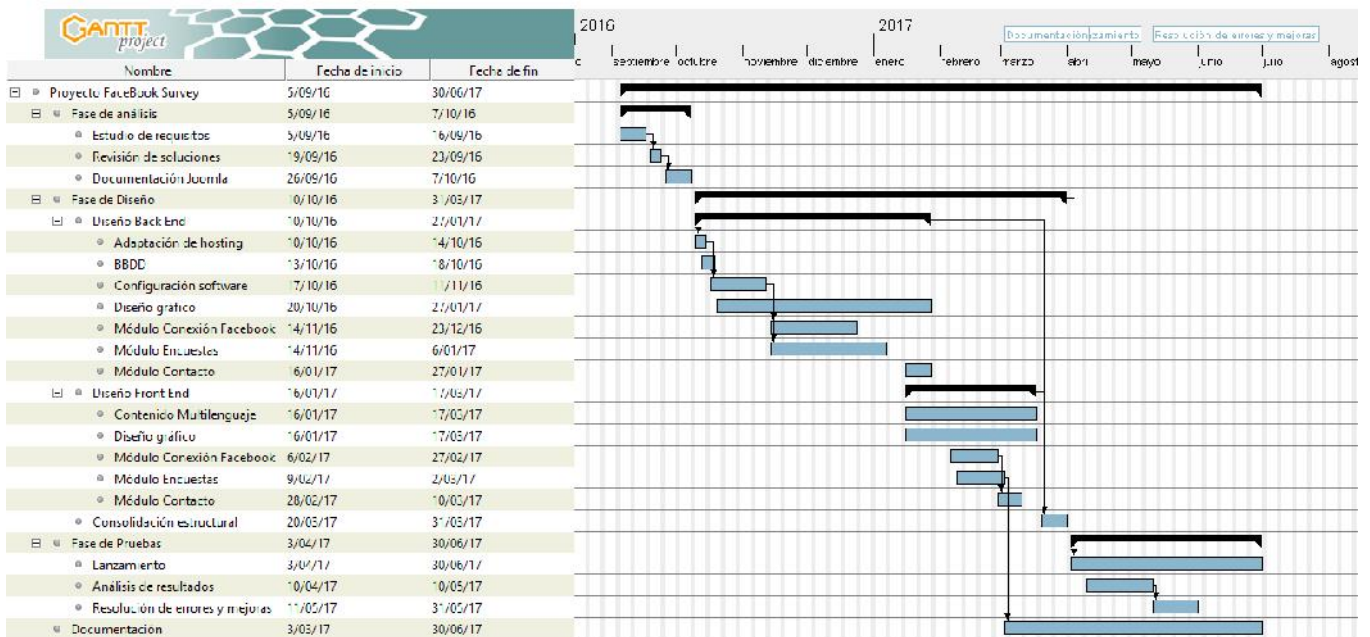 GANTT project
2016 2017
Documentación zamiento Resolución de errores y mejoras
Nombre Fecha de inicio Fecha de fin
septiembre octubre noviembre diciembre enero febrero marzo abril mayo junio julio agost
Proyecto FaceBook Survey 5/09/16 30/06/17
Fase de análisis 5/09/16 7/10/16
Estudio de requisitos 5/09/16 16/09/16
Revisión de soluciones 19/09/16 23/09/16
Documentación Joomla 26/09/16 7/10/16
Fase de Diseño 10/10/16 31/03/17
Diseño Back End 10/10/16 27/01/17
Adaptación de hosting 10/10/16 14/10/16
BBDD 13/10/16 18/10/16
Configuración software 17/10/16 11/11/16
Diseño gráfico 20/10/16 27/01/17
Módulo Conexión Facebook 14/11/16 23/12/16
Módulo Encuestas 14/11/16 6/01/17
Módulo Contacto 16/01/17 27/01/17
Diseño Front End 16/01/17 17/03/17
Contenido Multilenguaje 16/01/17 17/03/17
Diseño gráfico 16/01/17 17/03/17
Módulo Conexión Facebook 6/02/17 27/02/17
Módulo Encuestas 9/02/17 2/03/17
Módulo Contacto 28/02/17 10/03/17
Consolidación estructural 20/03/17 31/03/17
Fase de Pruebas 3/04/17 30/06/17
Lanzamiento 3/04/17 30/06/17
Análisis de resultados 10/04/17 10/05/17
Resolución de errores y mejoras 11/05/17 31/05/17
Documentación 3/03/17 30/06/17